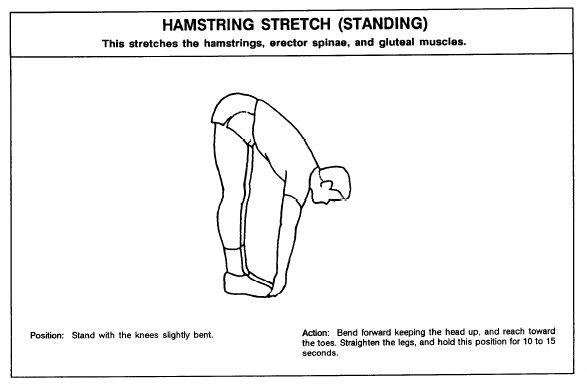 HAMSTRING STRETCH (STANDING)
This stretches the hamstrings, erector spinae, and gluteal muscles.
Position: Stand with the knees slightly bent.
Action: Bend forward keeping the head up, and reach toward
the toes. Straighten the legs, and hold this position for 10 to 15
seconds.